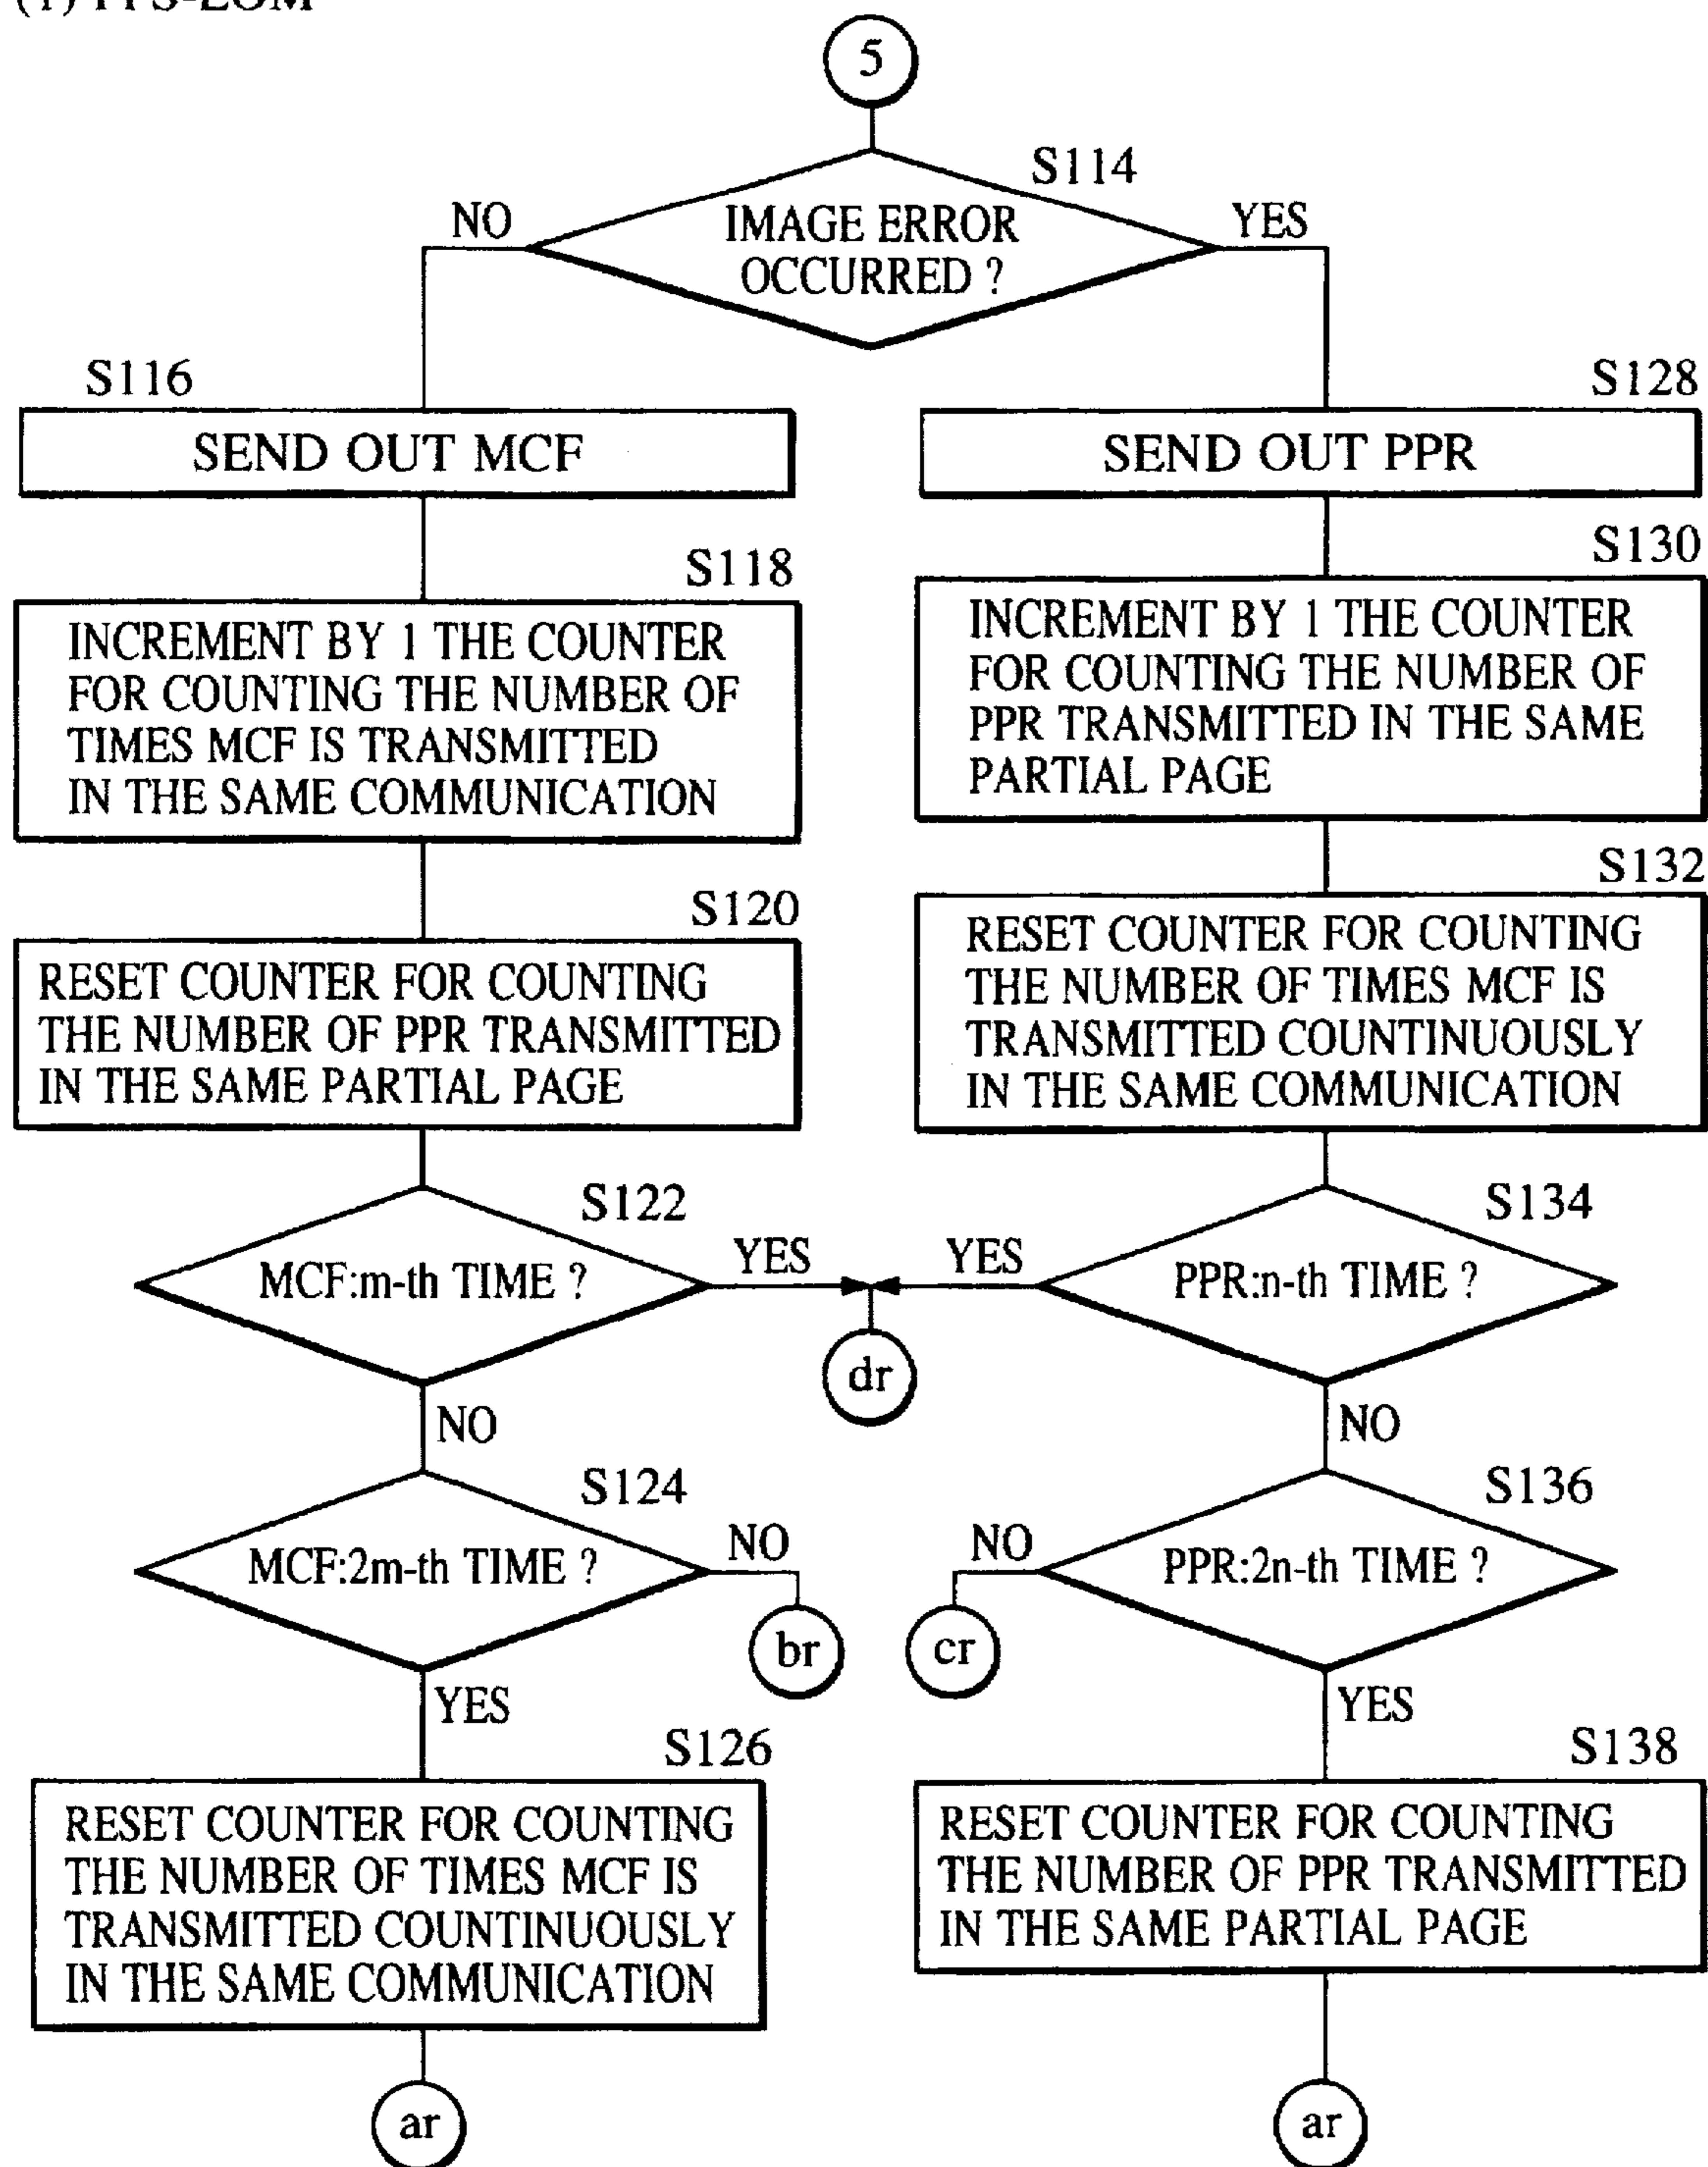 5
S114
NO
IMAGE ERROR
OCCURRED ?
YES
S116
SEND OUT MCF
S118
INCREMENT BY 1 THE COUNTER
FOR COUNTING THE NUMBER OF
TIMES MCF IS TRANSMITTED
IN THE SAME COMMUNICATION
S120
RESET COUNTER FOR COUNTING
THE NUMBER OF PPR TRANSMITTED
IN THE SAME PARTIAL PAGE
S122
MCF:m-th TIME ?
YES
NO
S124
MCF:2m-th TIME ?
NO
br
YES
S126
RESET COUNTER FOR COUNTING
THE NUMBER OF TIMES MCF IS
TRANSMITTED COUNTINUOUSLY
IN THE SAME COMMUNICATION
ar
S128
SEND OUT PPR
S130
INCREMENT BY 1 THE COUNTER
FOR COUNTING THE NUMBER OF
PPR TRANSMITTED IN THE SAME
PARTIAL PAGE
S132
RESET COUNTER FOR COUNTING
THE NUMBER OF TIMES MCF IS
TRANSMITTED COUNTINUOUSLY
IN THE SAME COMMUNICATION
S134
YES
PPR:n-th TIME ?
dr
NO
S136
NO
PPR:2n-th TIME ?
cr
YES
S138
RESET COUNTER FOR COUNTING
THE NUMBER OF PPR TRANSMITTED
IN THE SAME PARTIAL PAGE
ar